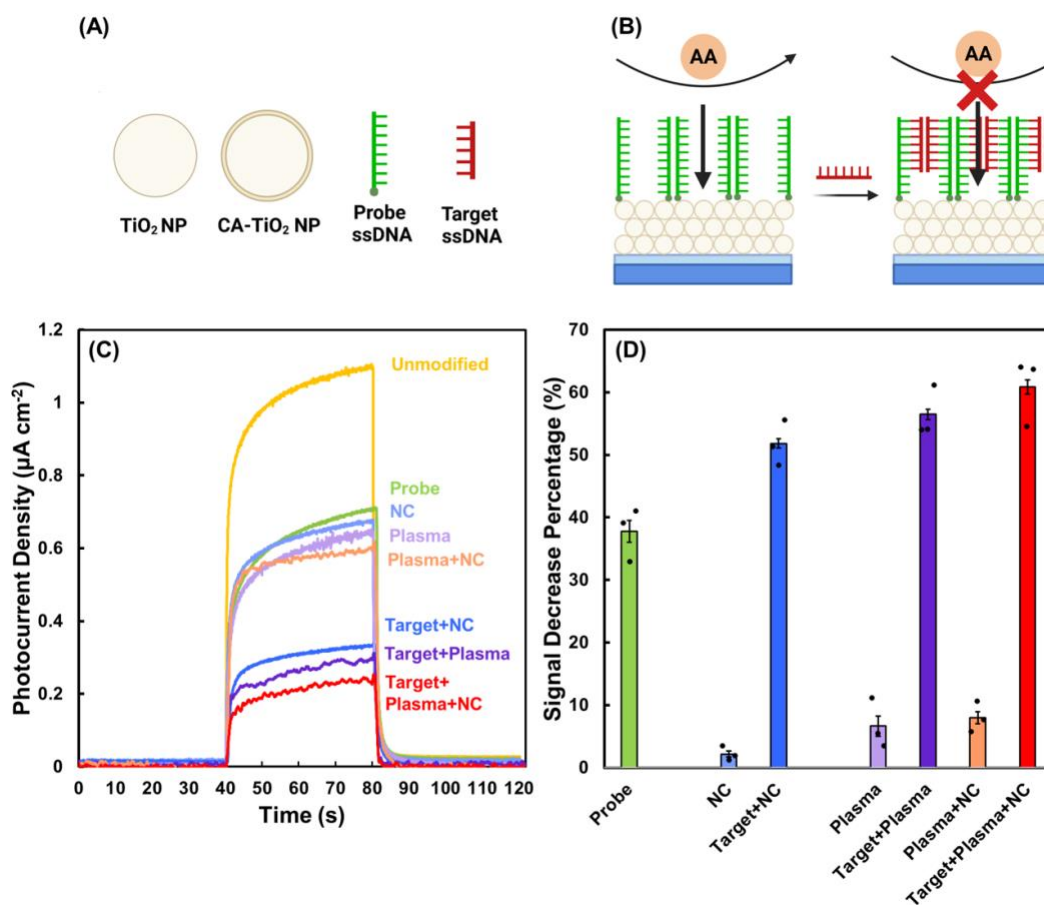 (A)
TiO₂ NP
CA-TiO₂ NP
Probe
ssDNA
Target
ssDNA
(B)
AA
AA
(C)
Photocurrent Density (µA cm⁻²)
1.2
1
0.8
0.6
0.4
0.2
0
Unmodified
Probe
NC
Plasma
Plasma+NC
Target+NC
Target+Plasma
Target+
Plasma+NC
0 10 20 30 40 50 60 70 80 90 100 110 120
Time (s)
(D)
Signal Decrease Percentage (%)
70
60
50
40
30
20
10
0
Probe
NC
Target+NC
Plasma
Target+Plasma
Plasma+NC
Target+Plasma+NC